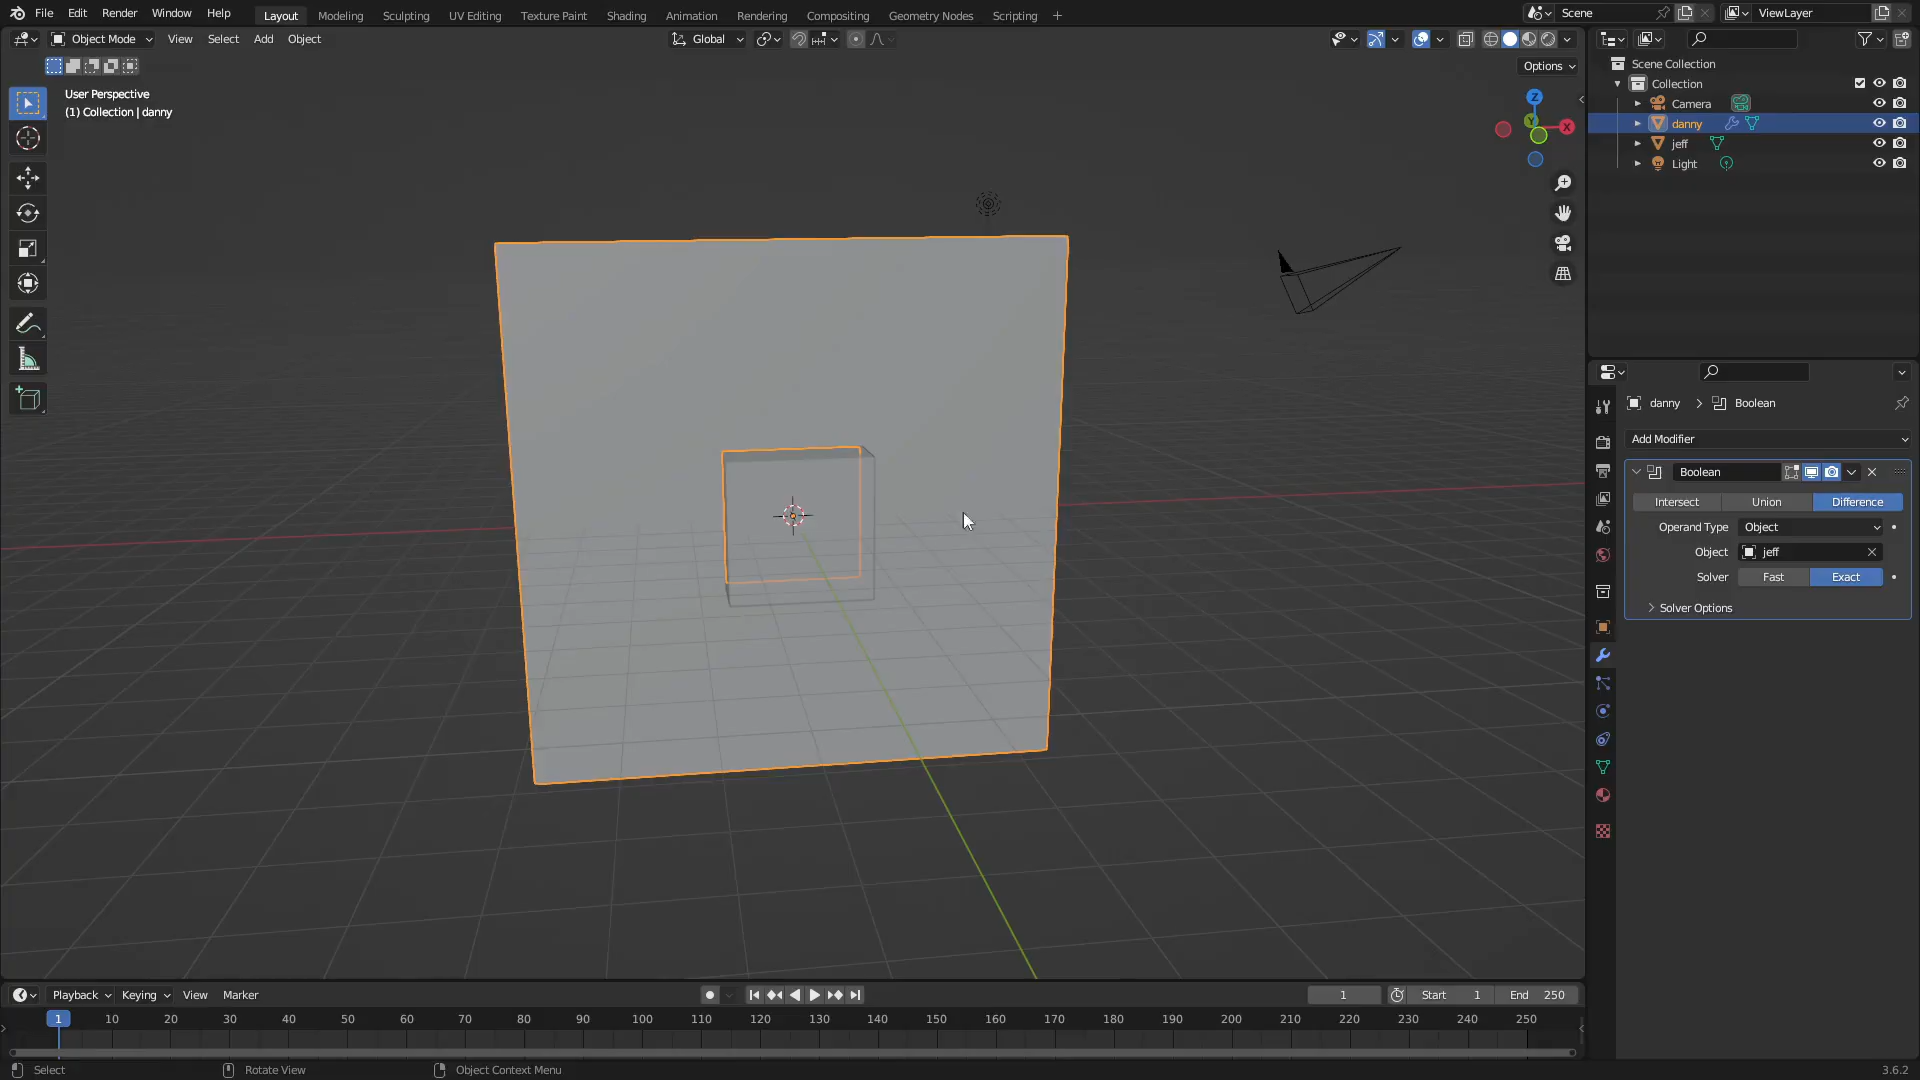 File Edit Render Window Help Layout Modeling Sculpting UV Editing Texture Paint Shading Animation Rendering Compositing Geometry Nodes Scripting + Scene ViewLayer
Object Mode View Select Add Object Global
Options
User Perspective
(1) Collection | danny
Z
Y
X
Scene Collection
Collection
Camera
danny
jeff
Light
danny > Boolean
Add Modifier
Boolean
Intersect Union Difference
Operand Type Object
Object jeff
Solver Fast Exact
Solver Options
Playback Keying View Marker 1 Start 1 End 250
1 10 20 30 40 50 60 70 80 90 100 110 120 130 140 150 160 170 180 190 200 210 220 230 240 250
Select Rotate View Object Context Menu 3.6.2